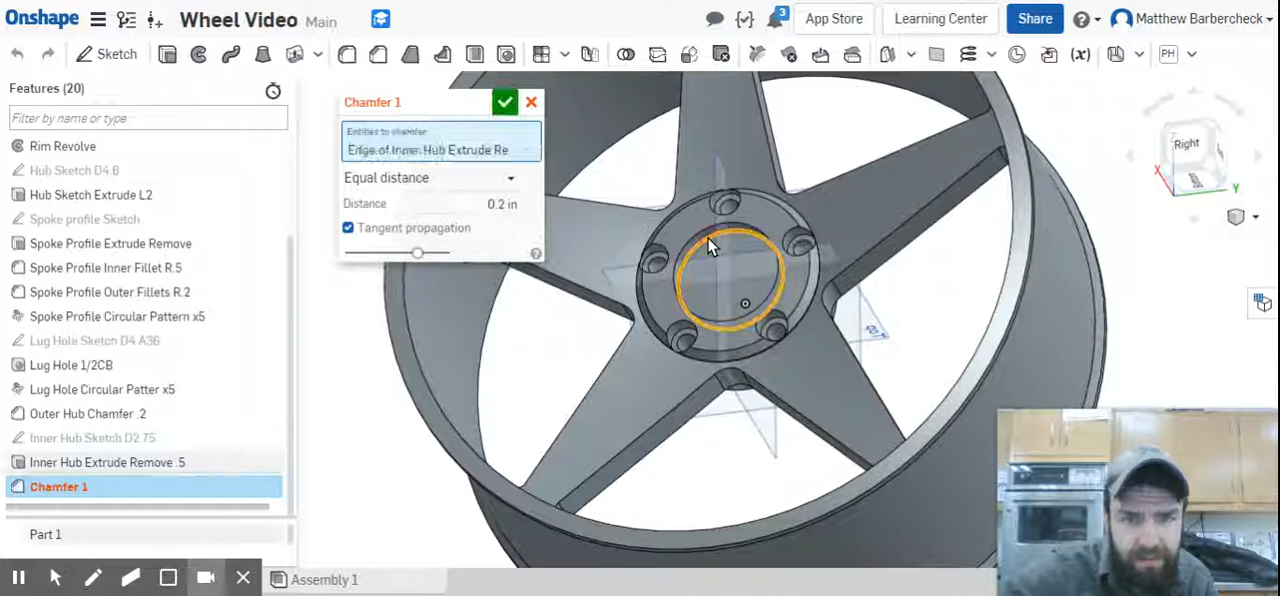 Onshape Wheel Video Main 3 App Store Learning Center Share Matthew Barbercheck
Sketch (x) PH
Features (20)
Filter by name or type
Rim Revolve
Hub Sketch D4.8
Hub Sketch Extrude L2
Spoke profile Sketch
Spoke Profile Extrude Remove
Spoke Profile Inner Fillet R.5
Spoke Profile Outer Fillets R.2
Spoke Profile Circular Pattern x5
Lug Hole Sketch D4 A36
Lug Hole 1/2CB
Lug Hole Circular Patter x5
Outer Hub Chamfer .2
Inner Hub Sketch D2.75
Inner Hub Extrude Remove .5
Chamfer 1
Part 1
Chamfer 1
Entities to chamfer
Edge of Inner Hub Extrude Re
Equal distance
Distance 0.2 in
Tangent propagation
Z
Right
X
Y
Assembly 1